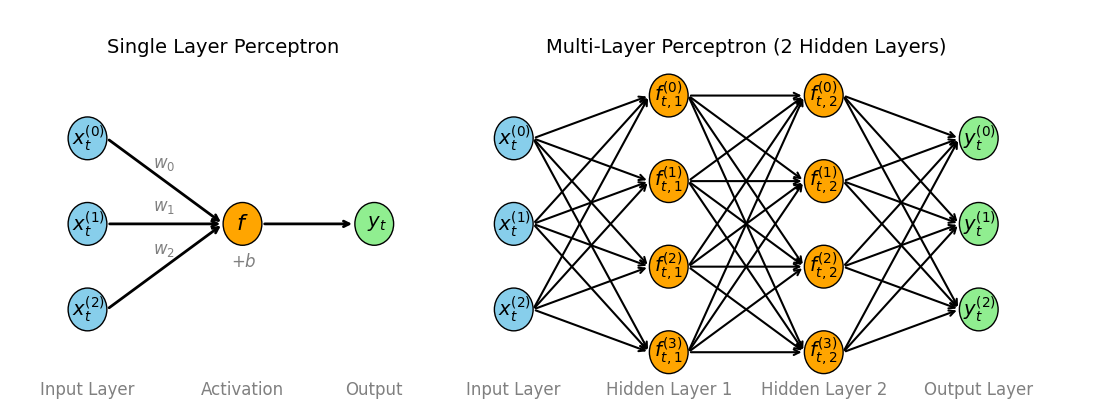 Single Layer Perceptron
x_t^{(0)}
x_t^{(1)}
x_t^{(2)}
w_0
w_1
w_2
f
+b
y_t
Input Layer
Activation
Output
Multi-Layer Perceptron (2 Hidden Layers)
x_t^{(0)}
x_t^{(1)}
x_t^{(2)}
f_{t,1}^{(0)}
f_{t,1}^{(1)}
f_{t,1}^{(2)}
f_{t,1}^{(3)}
f_{t,2}^{(0)}
f_{t,2}^{(1)}
f_{t,2}^{(2)}
f_{t,2}^{(3)}
y_t^{(0)}
y_t^{(1)}
y_t^{(2)}
Input Layer
Hidden Layer 1
Hidden Layer 2
Output Layer